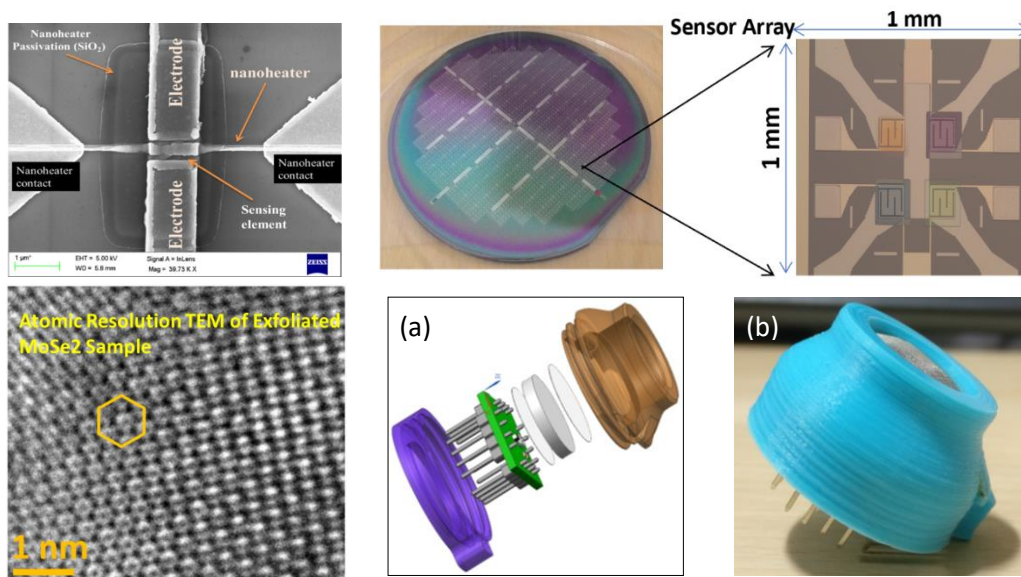 Nanoheater
Passivation (SiO2)
Electrode
nanoheater
Nanoheater
contact
Nanoheater
contact
Electrode
Sensing
element
1 µm*
EHT = 5.00 kV
Signal A = InLens
WD = 5.8 mm
Mag = 39.73 K X
ZEISS
Sensor Array
1 mm
1 mm
Atomic Resolution TEM of Exfoliated
MoSe2 Sample
1 nm
(a)
(b)